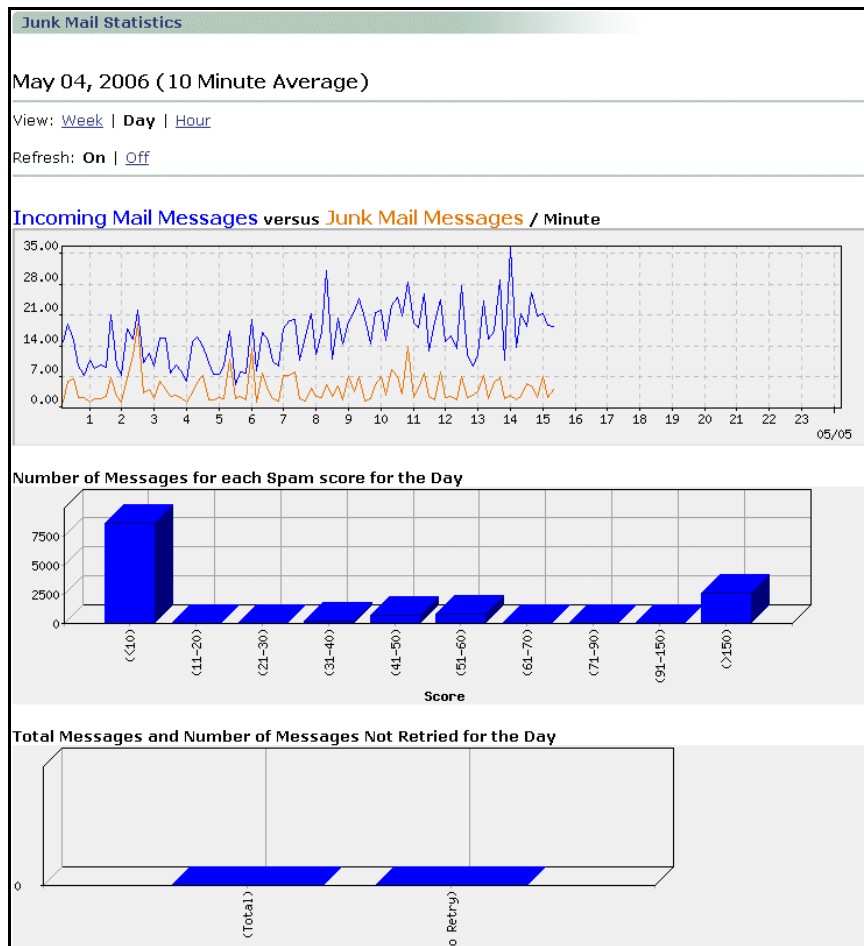 Junk Mail Statistics
May 04, 2006 (10 Minute Average)
View: Week | Day | Hour
Refresh: On | Off
Incoming Mail Messages versus Junk Mail Messages / Minute
35.00
28.00
21.00
14.00
7.00
0.00
1 2 3 4 5 6 7 8 9 10 11 12 13 14 15 16 17 18 19 20 21 22 23
05/05
Number of Messages for each Spam score for the Day
7500
5000
2500
0
(<10) (11-20) (21-30) (31-40) (41-50) (51-60) (61-70) (71-90) (91-150) (>150)
Score
Total Messages and Number of Messages Not Retried for the Day
0
(Total) o Retry)